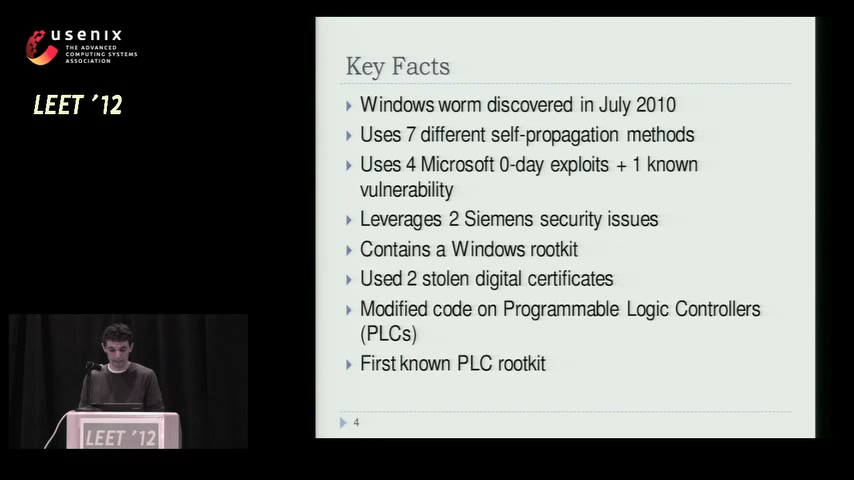 usenix
THE ADVANCED
COMPUTING SYSTEMS
ASSOCIATION
LEET '12
Key Facts
Windows worm discovered in July 2010
Uses 7 different self-propagation methods
Uses 4 Microsoft 0-day exploits + 1 known
vulnerability
Leverages 2 Siemens security issues
Contains a Windows rootkit
Used 2 stolen digital certificates
Modified code on Programmable Logic Controllers
(PLCs)
First known PLC rootkit
4
LEET '12